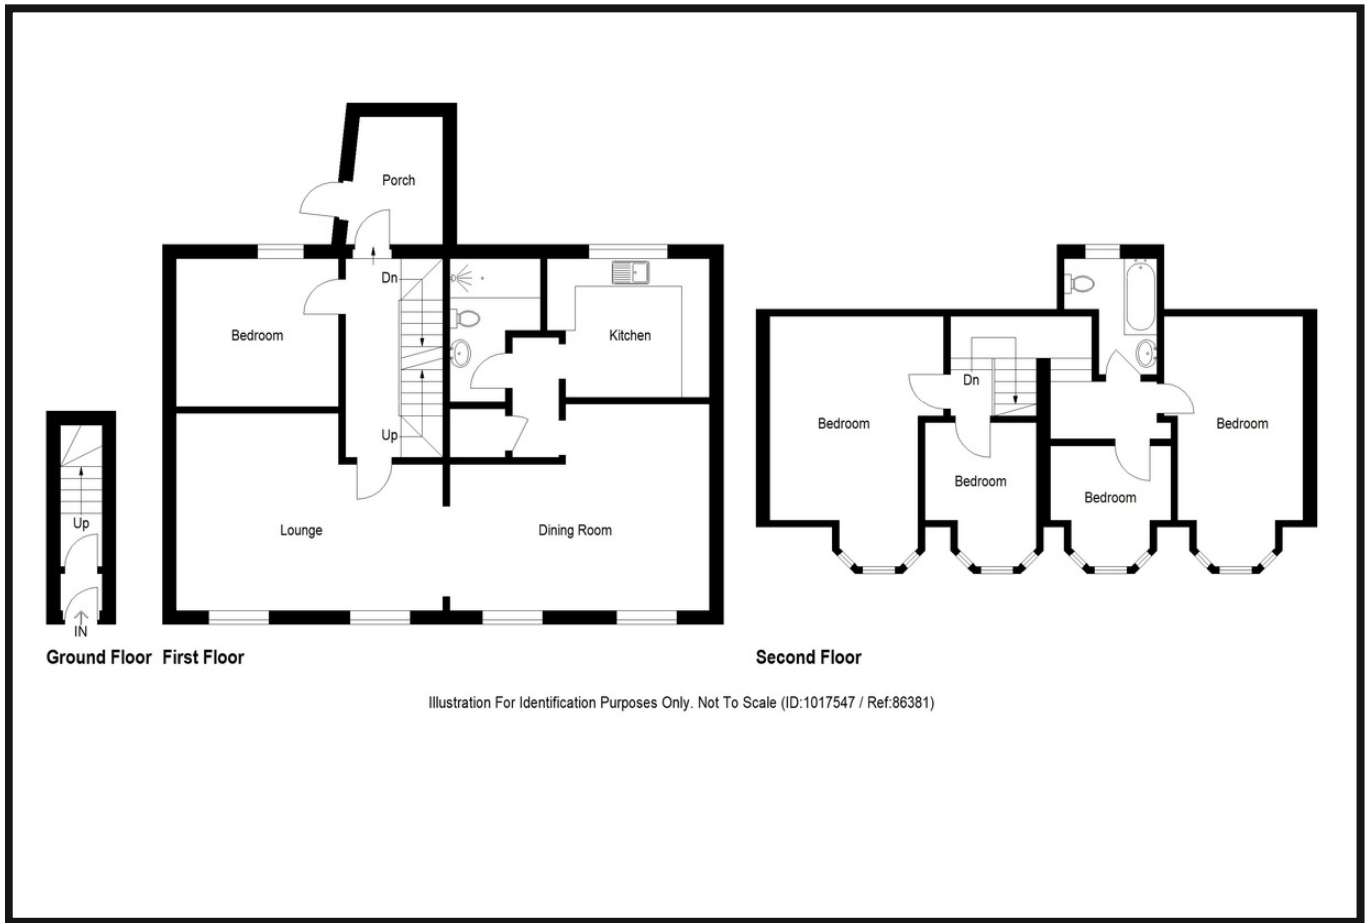 Porch
Dn
Bedroom
Kitchen
Up
Lounge
Dining Room
Up
IN
Bedroom
Dn
Bedroom
Bedroom
Bedroom
Ground Floor
First Floor
Second Floor
Illustration For Identification Purposes Only. Not To Scale (ID:1017547 / Ref:86381)